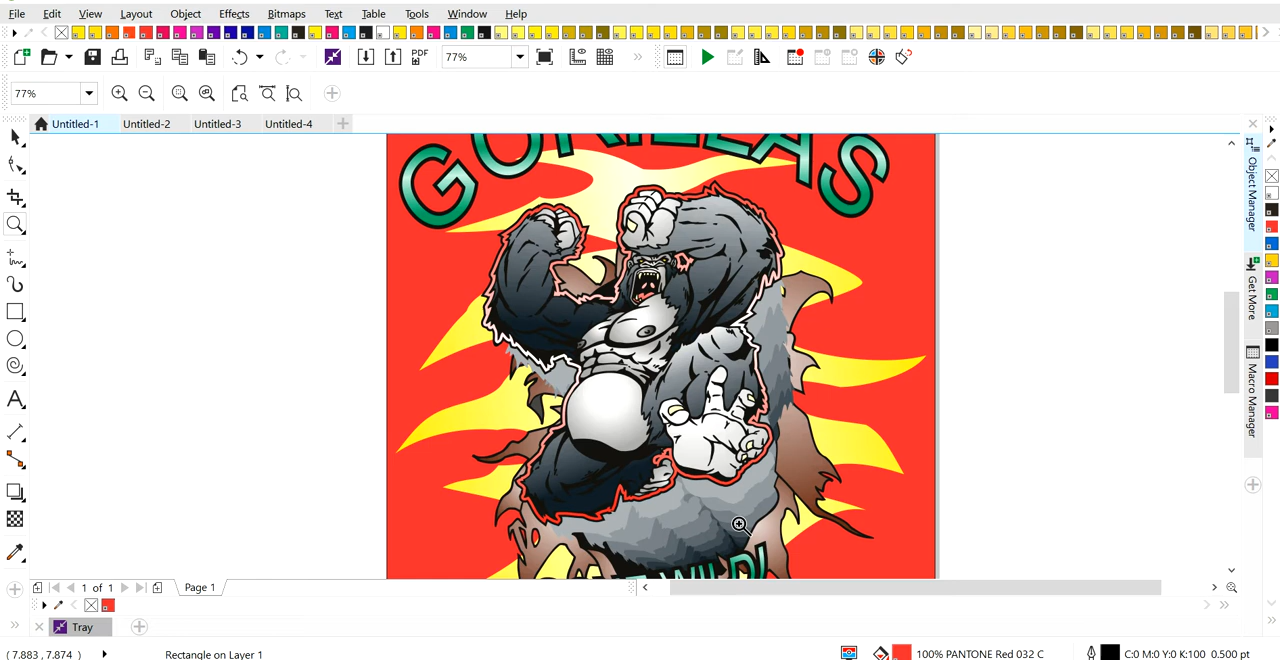 File Edit View Layout Object Effects Bitmaps Text Table Tools Window Help
PDF 77%
77%
Untitled-1 Untitled-2 Untitled-3 Untitled-4
GORILLAS
WILD!
Object Manager
Get More
Macro Manager
1 of 1 Page 1
Tray
(7.883, 7.874 ) Rectangle on Layer 1 100% PANTONE Red 032 C C:0 M:0 Y:0 K:100 0.500 pt